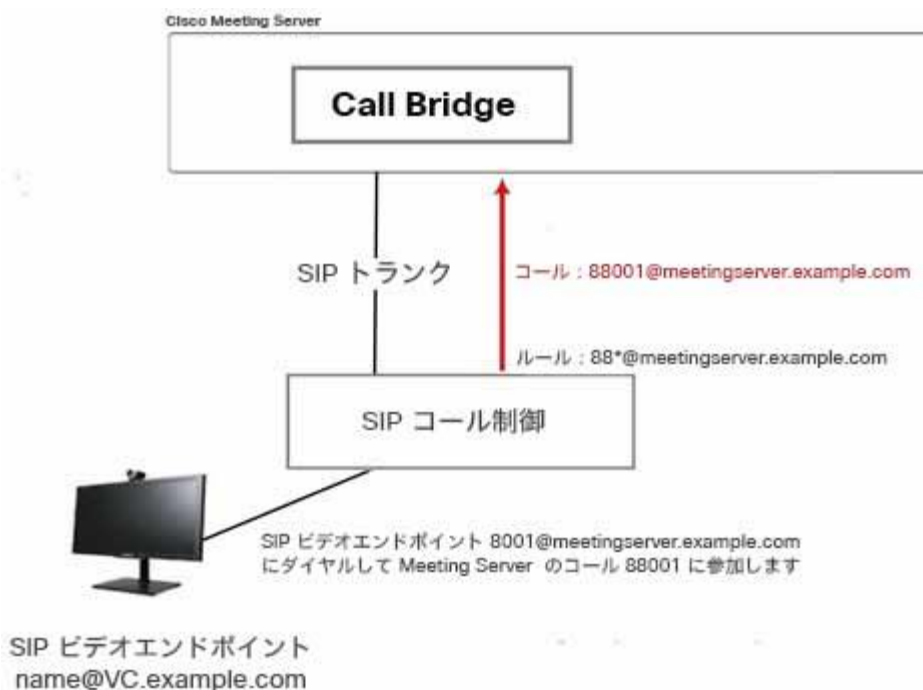 Cisco Meeting Server
Call Bridge
SIP トランク
コール : 88001@meetingserver.example.com
ルール : 88*@meetingserver.example.com
SIP コール制御
SIP ビデオエンドポイント 8001@meetingserver.example.com
にダイヤルして Meeting Server のコール 88001 に参加します
SIP ビデオエンドポイント
name@VC.example.com